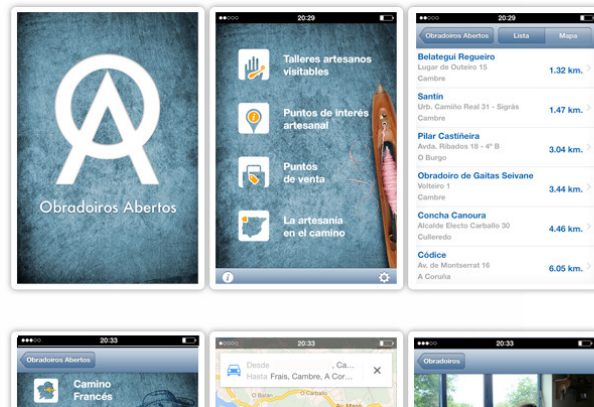 Obradoiros Abertos
20:29
Talleres artesanos
visitables
Puntos de interés
artesanal
Puntos
de venta
La artesanía
en el camino
20:29
Obradoiros Abertos
Lista
Mapa
Belategui Regueiro
Lugar de Outeiro 15
Cambre
1.32 km.
Santín
Urb. Camiño Real 31 - Sigrás
Cambre
1.47 km.
Pilar Castiñeira
Avda. Ribados 18 - 4º B
O Burgo
3.04 km.
Obradoiro de Gaitas Seivane
Volteiro 1
Cambre
3.44 km.
Concha Canoura
Alcalde Electo Carballo 30
Culleredo
4.46 km.
Códice
Av. de Montserrat 16
A Coruña
6.05 km.
20:33
Obradoiros Abertos
Camino
Francés
20:33
Desde , Ca...
Hasta Frais, Cambre, A Cor...
20:33
Obradoiros